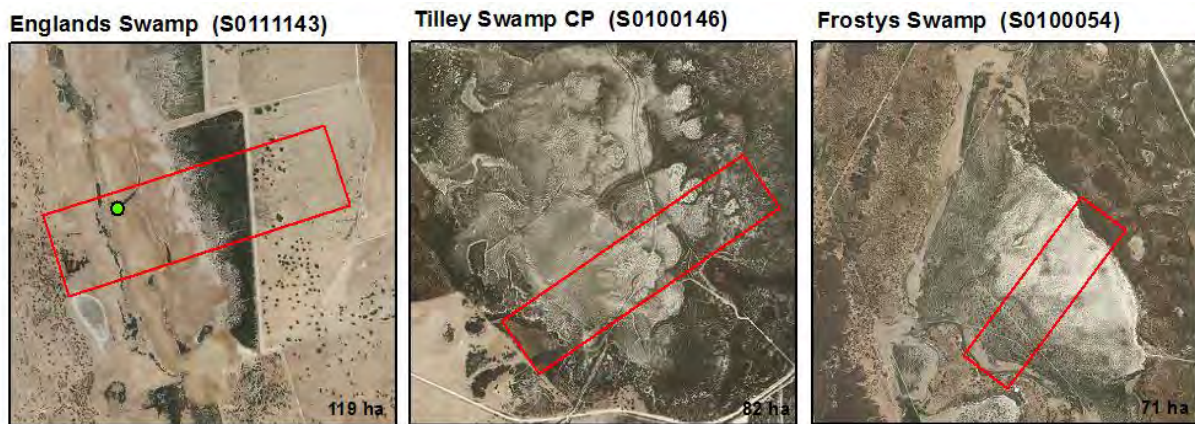 Englands Swamp (S0111143)
Tilley Swamp CP (S0100146)
Frostys Swamp (S0100054)
119 ha
82 ha
71 ha